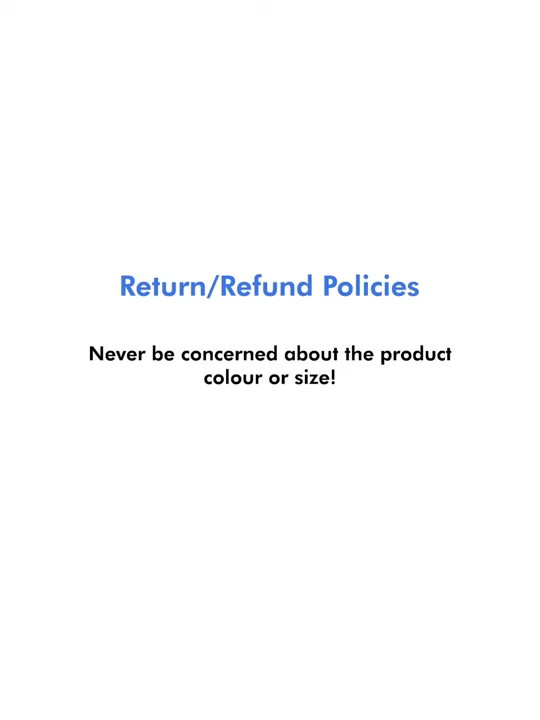 Return/Refund Policies
Never be concerned about the product
colour or size!